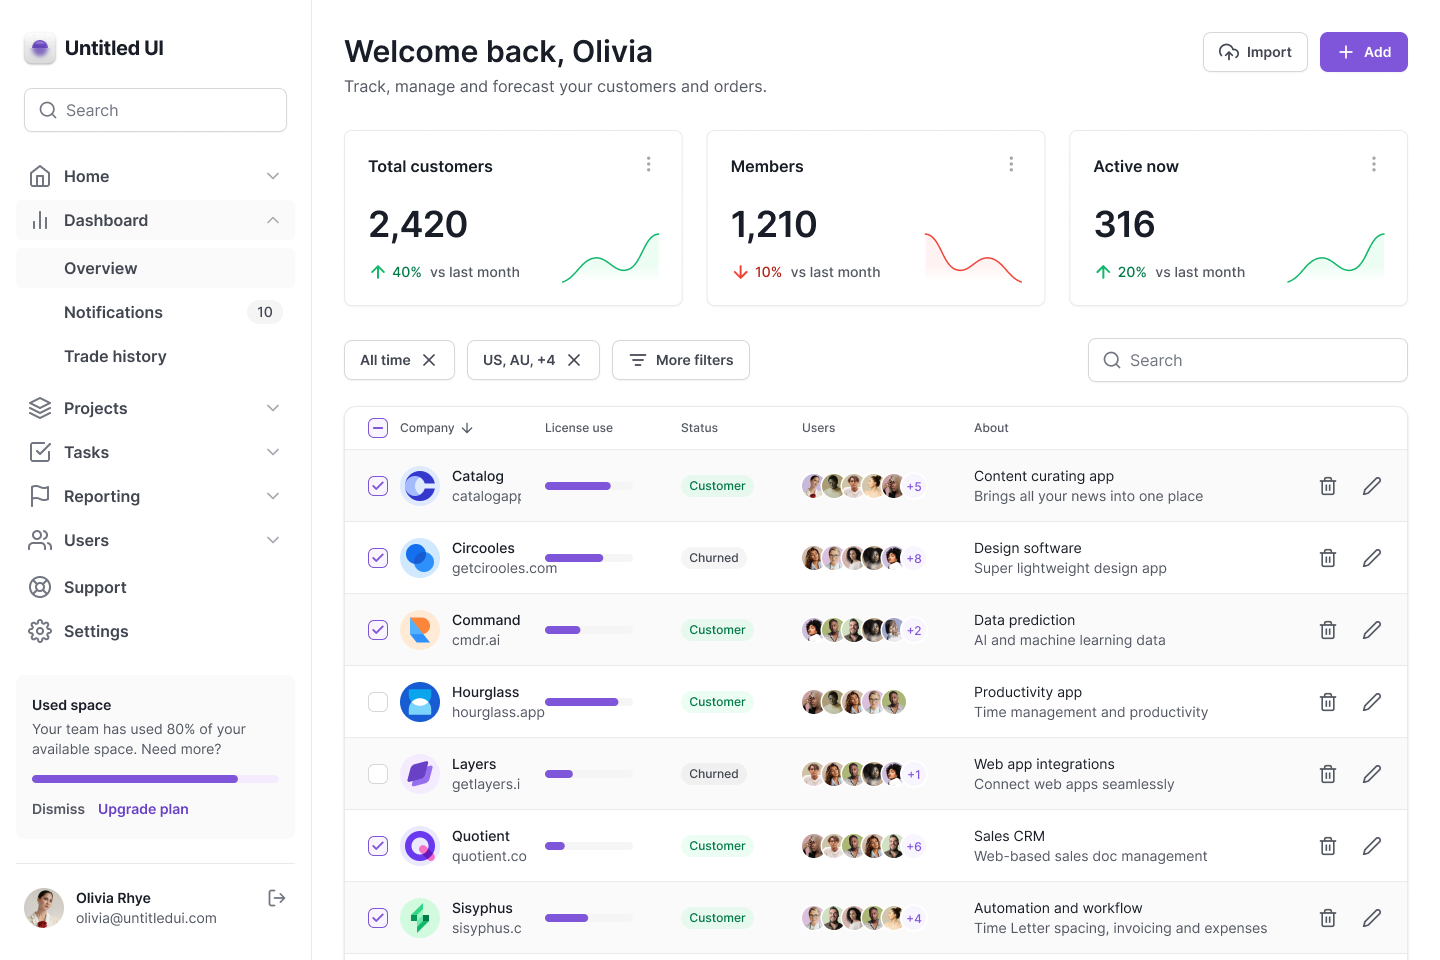 Untitled UI
Search
Home
Dashboard
Overview
Notifications 10
Trade history
Projects
Tasks
Reporting
Users
Support
Settings
Used space
Your team has used 80% of your
available space. Need more?
Dismiss Upgrade plan
Olivia Rhye
olivia@untitledui.com
Welcome back, Olivia
Track, manage and forecast your customers and orders.
Import Add
Total customers
2,420
40% vs last month
Members
1,210
10% vs last month
Active now
316
20% vs last month
All time US, AU, +4 More filters Search
Company License use Status Users About
Catalog
catalogapp
Customer
+5
Content curating app
Brings all your news into one place
Circooles
getcirooles.com
Churned
+8
Design software
Super lightweight design app
Command
cmdr.ai
Customer
+2
Data prediction
AI and machine learning data
Hourglass
hourglass.app
Customer
Productivity app
Time management and productivity
Layers
getlayers.i
Churned
+1
Web app integrations
Connect web apps seamlessly
Quotient
quotient.co
Customer
+6
Sales CRM
Web-based sales doc management
Sisyphus
sisyphus.c
Customer
+4
Automation and workflow
Time Letter spacing, invoicing and expenses